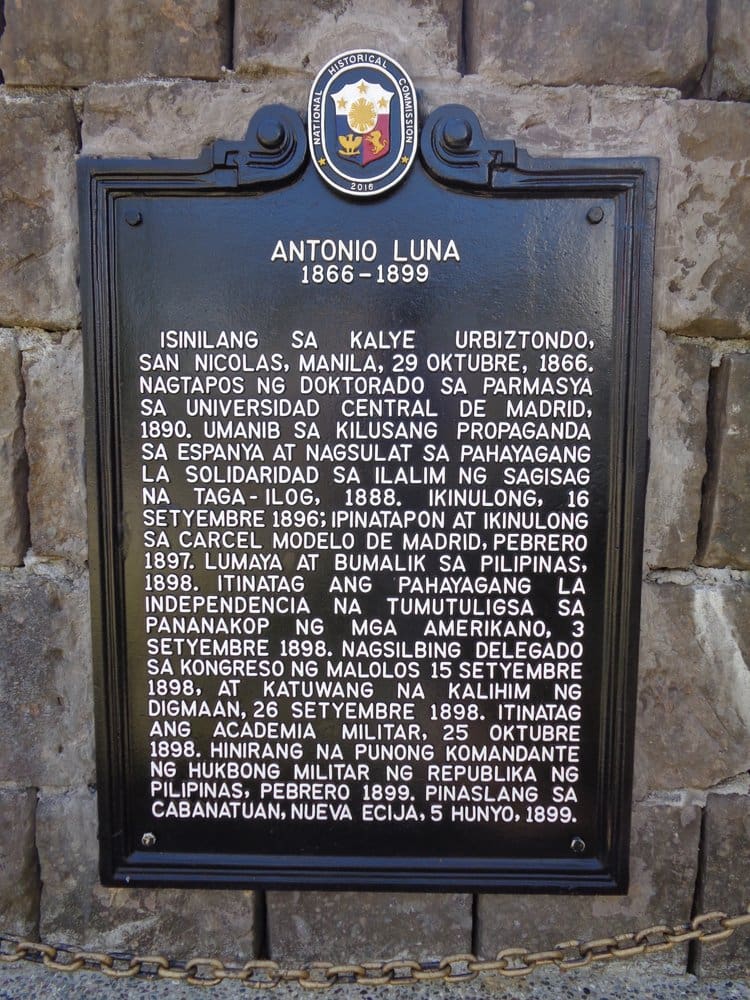 NATIONAL HISTORICAL COMMISSION
2016
ANTONIO LUNA
1866-1899
ISINILANG SA KALYE URBIZTONDO,
SAN NICOLAS, MANILA, 29 OKTUBRE, 1866.
NAGTAPOS NG DOKTORADO SA PARMASYA
SA UNIVERSIDAD CENTRAL DE MADRID,
1890. UMANIB SA KILUSANG PROPAGANDA
SA ESPANYA AT NAGSULAT SA PAHAYAGANG
LA SOLIDARIDAD SA ILALIM NG SAGISAG
NA TAGA-ILOG, 1888. IKINULONG, 16
SETYEMBRE 1896; IPINATAPON AT IKINULONG
SA CARCEL MODELO DE MADRID, PEBRERO
1897. LUMAYA AT BUMALIK SA PILIPINAS,
1898. ITINATAG ANG PAHAYAGANG LA
INDEPENDENCIA NA TUMUTULIGSA SA
PANANAKOP NG MGA AMERIKANO, 3
SETYEMBRE 1898. NAGSILBING DELEGADO
SA KONGRESO NG MALOLOS 15 SETYEMBRE
1898, AT KATUWANG NA KALIHIM NG
DIGMAAN, 26 SETYEMBRE 1898. ITINATAG
ANG ACADEMIA MILITAR, 25 OKTUBRE
1898. HINIRANG NA PUNONG KOMANDANTE
NG HUKBONG MILITAR NG REPUBLIKA NG
PILIPINAS, PEBRERO 1899. PINASLANG SA
CABANATUAN, NUEVA ECIJA, 5 HUNYO, 1899.